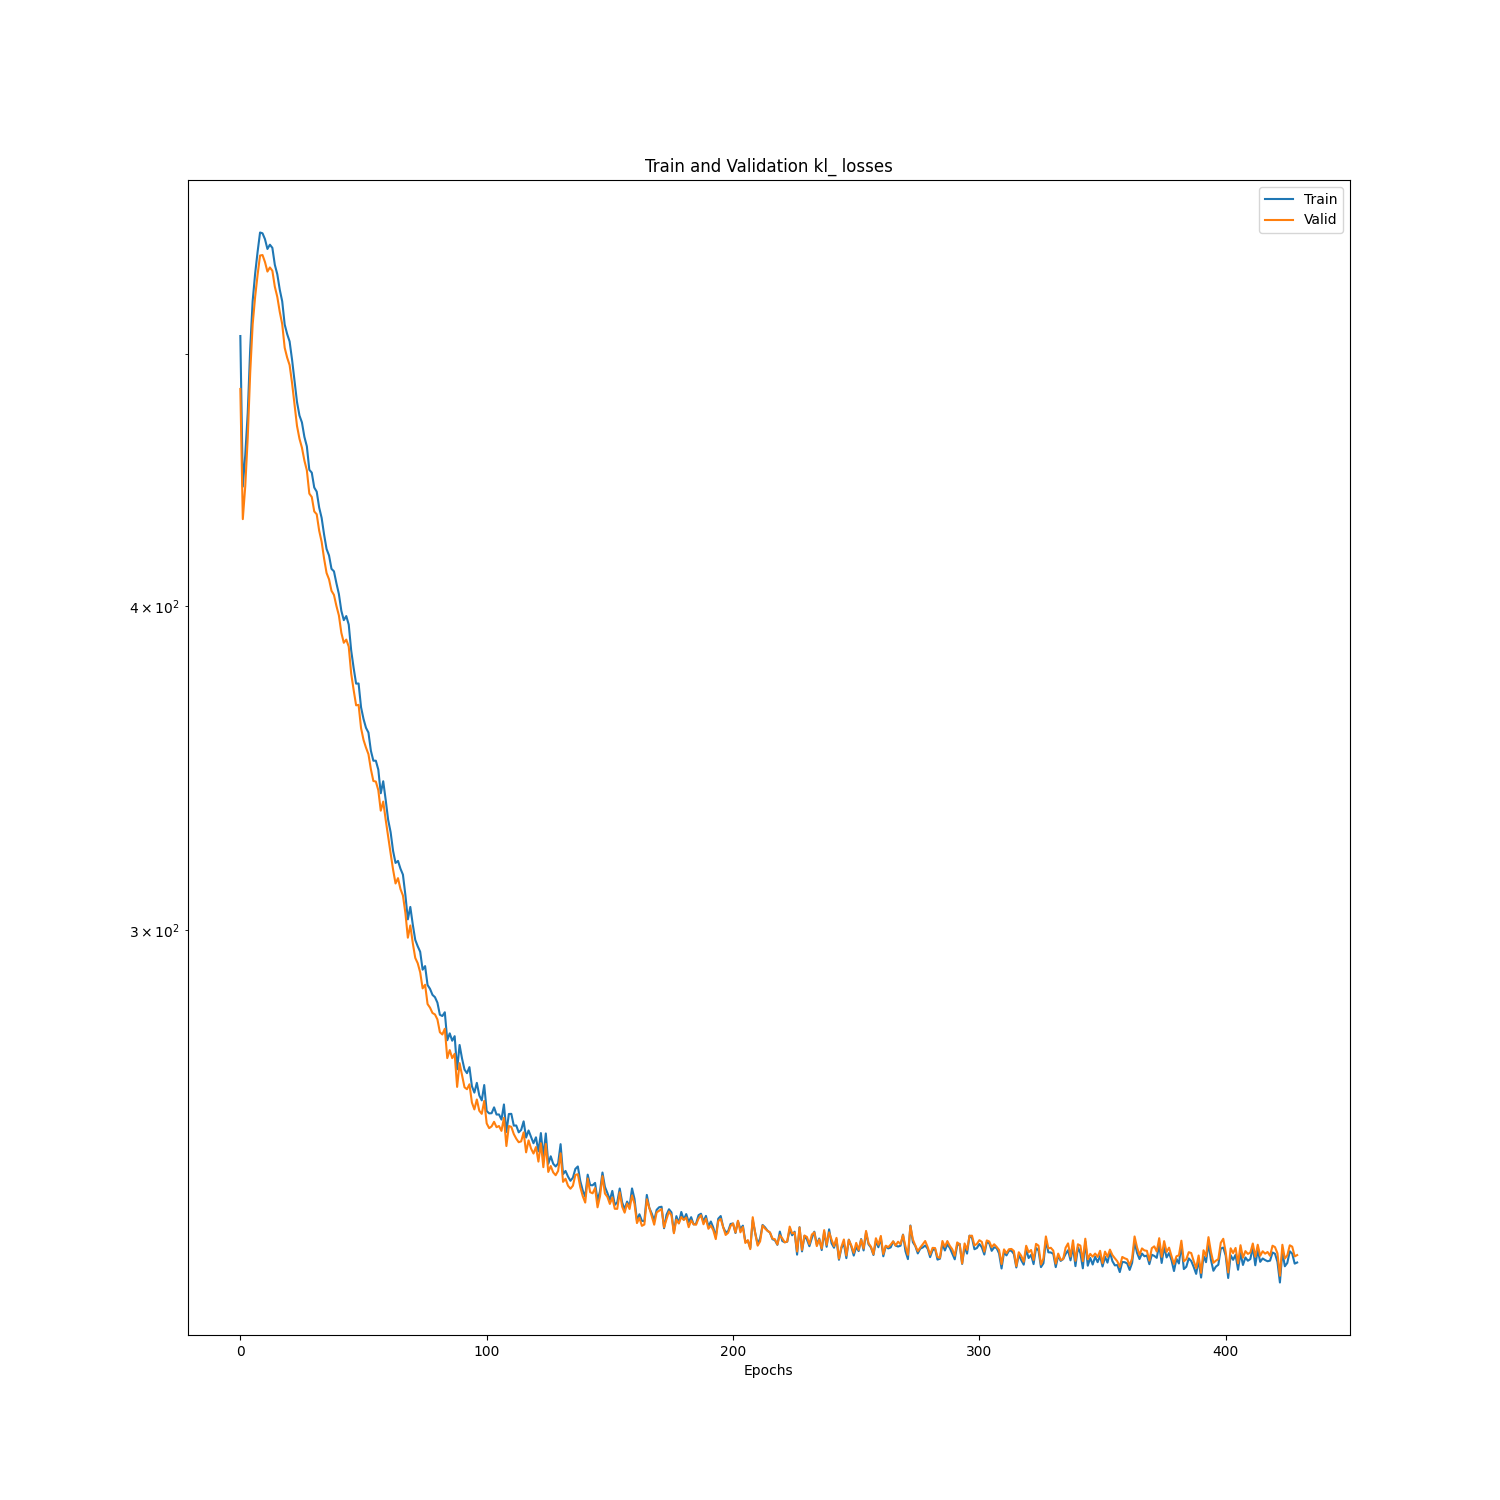 Train and Validation kl_ losses
Train
Valid
4 × 10²
3 × 10²
0 100 200 300 400
Epochs